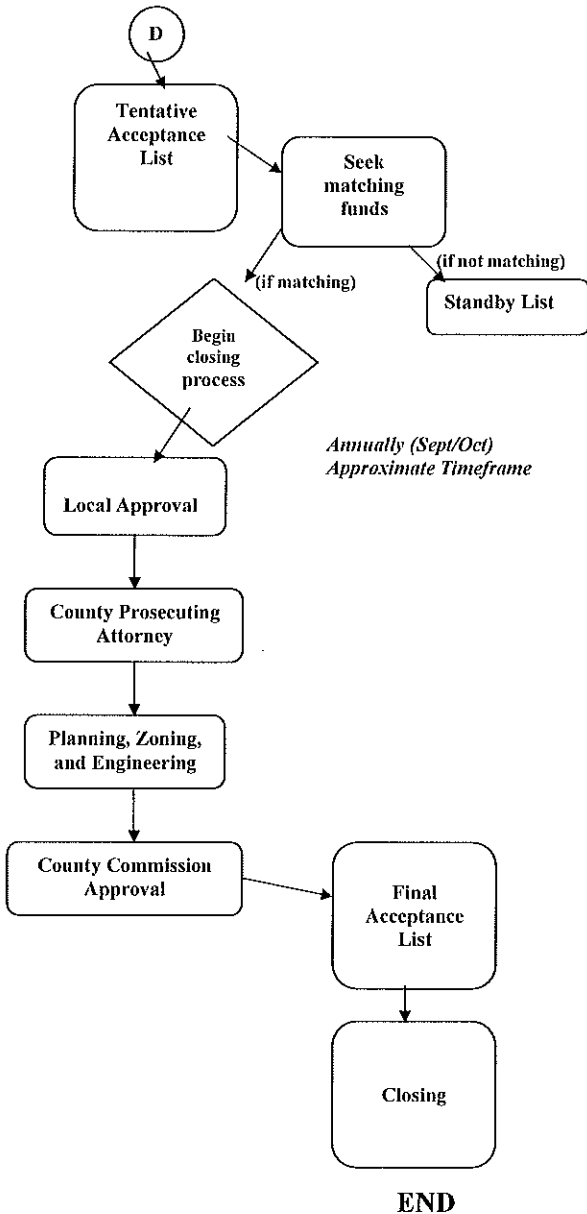 D
Tentative
Acceptance
List
Seek
matching
funds
(if matching)
(if not matching)
Standby List
Begin
closing
process
Annually (Sept/Oct)
Approximate Timeframe
Local Approval
County Prosecuting
Attorney
Planning, Zoning,
and Engineering
County Commission
Approval
Final
Acceptance
List
Closing
END